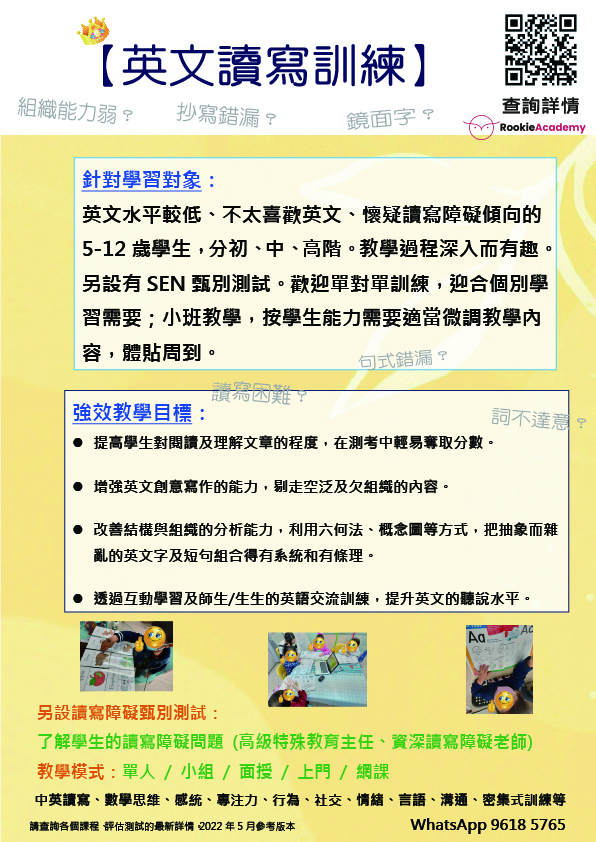 【英文讀寫訓練】
查詢詳情
RookieAcademy
組織能力弱？
抄寫錯漏？
鏡面字？
針對學習對象：
英文水平較低、不太喜歡英文、懷疑讀寫障礙傾向的
5-12 歲學生，分初、中、高階。教學過程深入而有趣。
另設有 SEN 甄別測試。歡迎單對單訓練，迎合個別學
習需要；小班教學，按學生能力需要適當微調教學內
容，體貼周到。
句式錯漏？
讀寫困難？
詞不達意？
強效教學目標：
● 提高學生對閱讀及理解文章的程度，在測考中輕易奪取分數。
● 增強英文創意寫作的能力，剔走空泛及欠組織的內容。
● 改善結構與組織的分析能力，利用六何法、概念圖等方式，把抽象而雜
亂的英文字及短句組合得有系統和有條理。
● 透過互動學習及師生/生生的英語交流訓練，提升英文的聽說水平。
Aa
Aa
另設讀寫障礙甄別測試：
了解學生的讀寫障礙問題 (高級特殊教育主任、資深讀寫障礙老師)
教學模式：單人 / 小組 / 面授 / 上門 / 網課
中英讀寫、數學思維、感統、專注力、行為、社交、情緒、言語、溝通、密集式訓練等
請查詢各個課程、評估測試的最新詳情，2022 年 5 月參考版本
WhatsApp 9618 5765